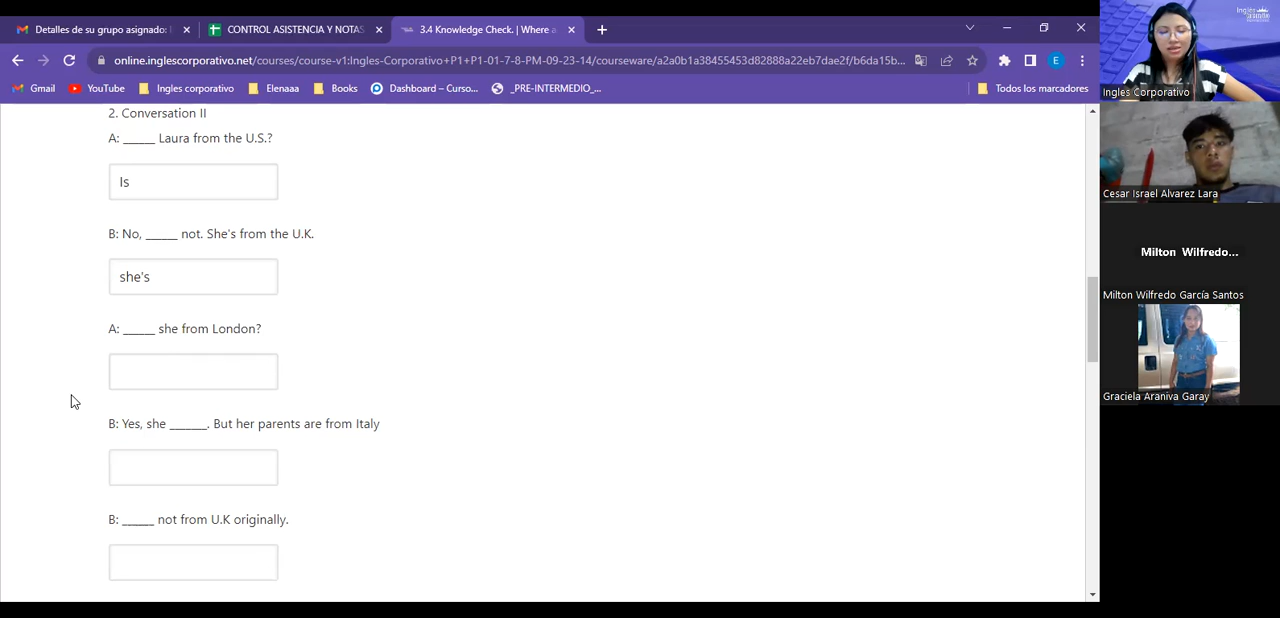 Detalles de su grupo asignado: I
CONTROL ASISTENCIA Y NOTAS
3.4 Knowledge Check. | Where a
online.inglescorporativo.net/courses/course-v1:Ingles-Corporativo+P1+P1-01-7-8-PM-09-23-14/courseware/a2a0b1a38455453d82888a22eb7dae2f/b6da15b...
E
Gmail
YouTube
Ingles corporativo
Elenaaa
Books
Dashboard – Curso...
_PRE-INTERMEDIO_...
Todos los marcadores
2. Conversation II
A: _____ Laura from the U.S.?
Is
B: No, _____ not. She's from the U.K.
she's
A: _____ she from London?
B: Yes, she ______. But her parents are from Italy
B: _____ not from U.K originally.
Ingles Corporativo
Cesar Israel Alvarez Lara
Milton Wilfredo...
Milton Wilfredo García Santos
Graciela Araniva Garay